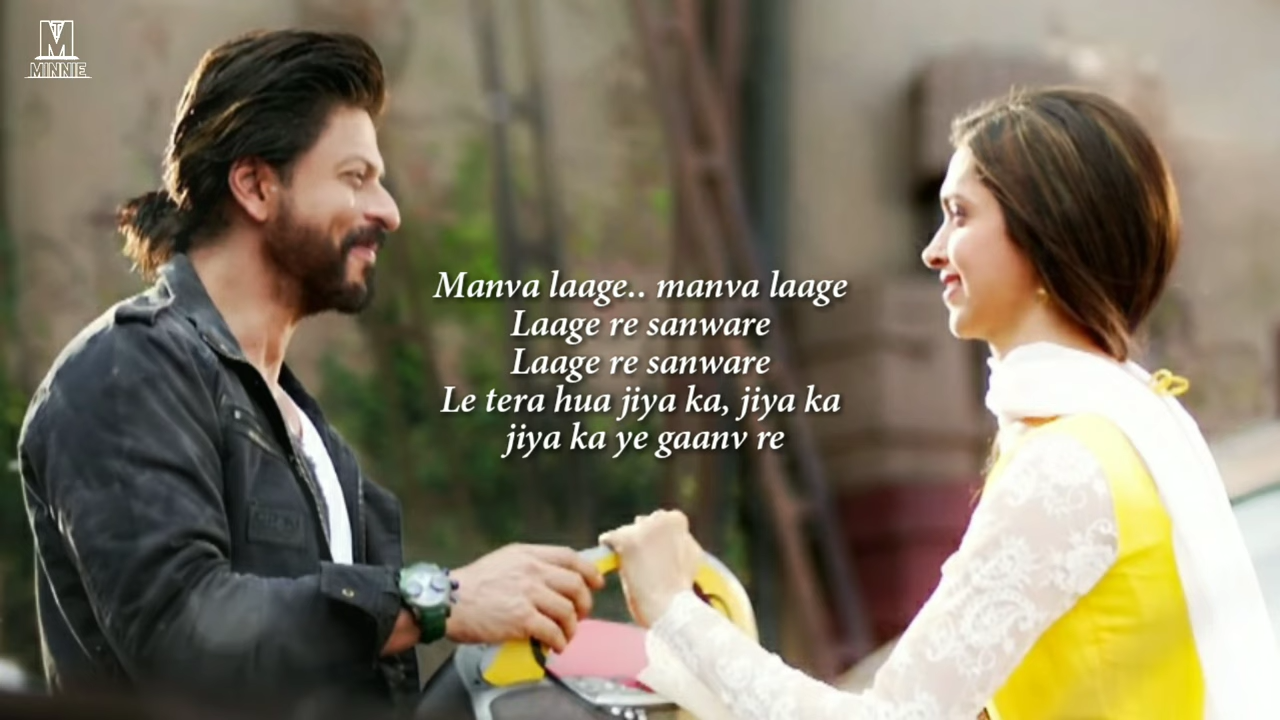 MINNIE
Manva laage.. manva laage
Laage re sanware
Laage re sanware
Le tera hua jiya ka, jiya ka
jiya ka ye gaanv re